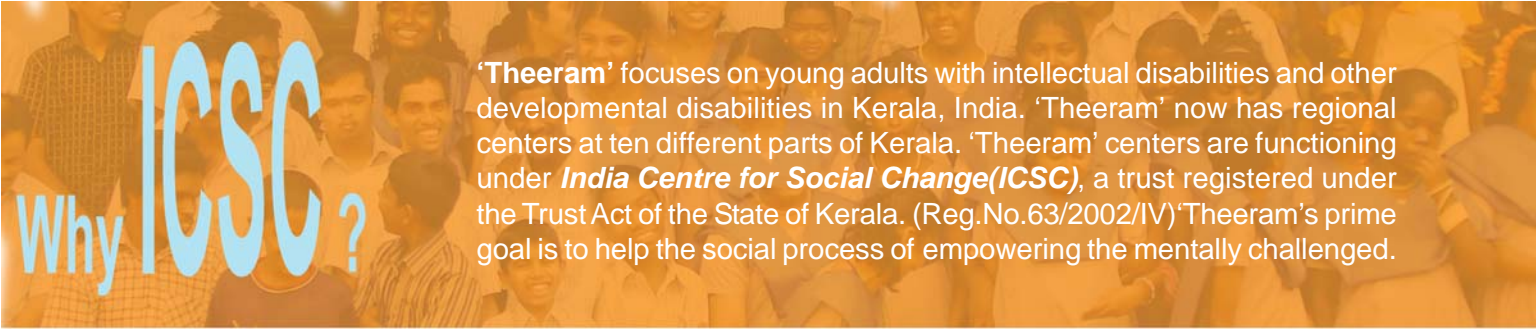 Why ICSC ?
‘Theeram’ focuses on young adults with intellectual disabilities and other
developmental disabilities in Kerala, India. ‘Theeram’ now has regional
centers at ten different parts of Kerala. ‘Theeram’ centers are functioning
under India Centre for Social Change(ICSC), a trust registered under
the Trust Act of the State of Kerala. (Reg.No.63/2002/IV)‘Theeram’s prime
goal is to help the social process of empowering the mentally challenged.